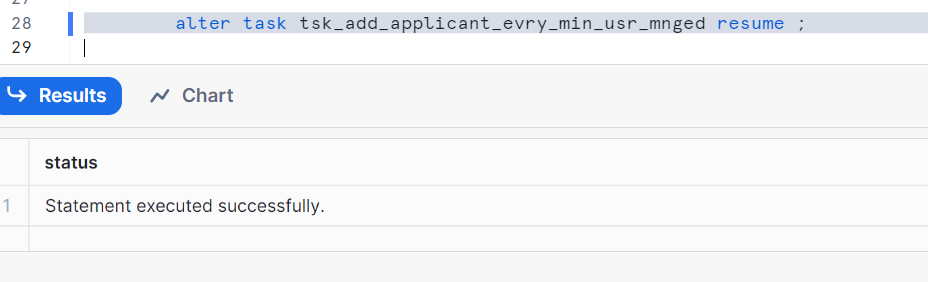 28 alter task tsk_add_applicant_evry_min_usr_mnged resume ;
29
Results Chart
status
1 Statement executed successfully.